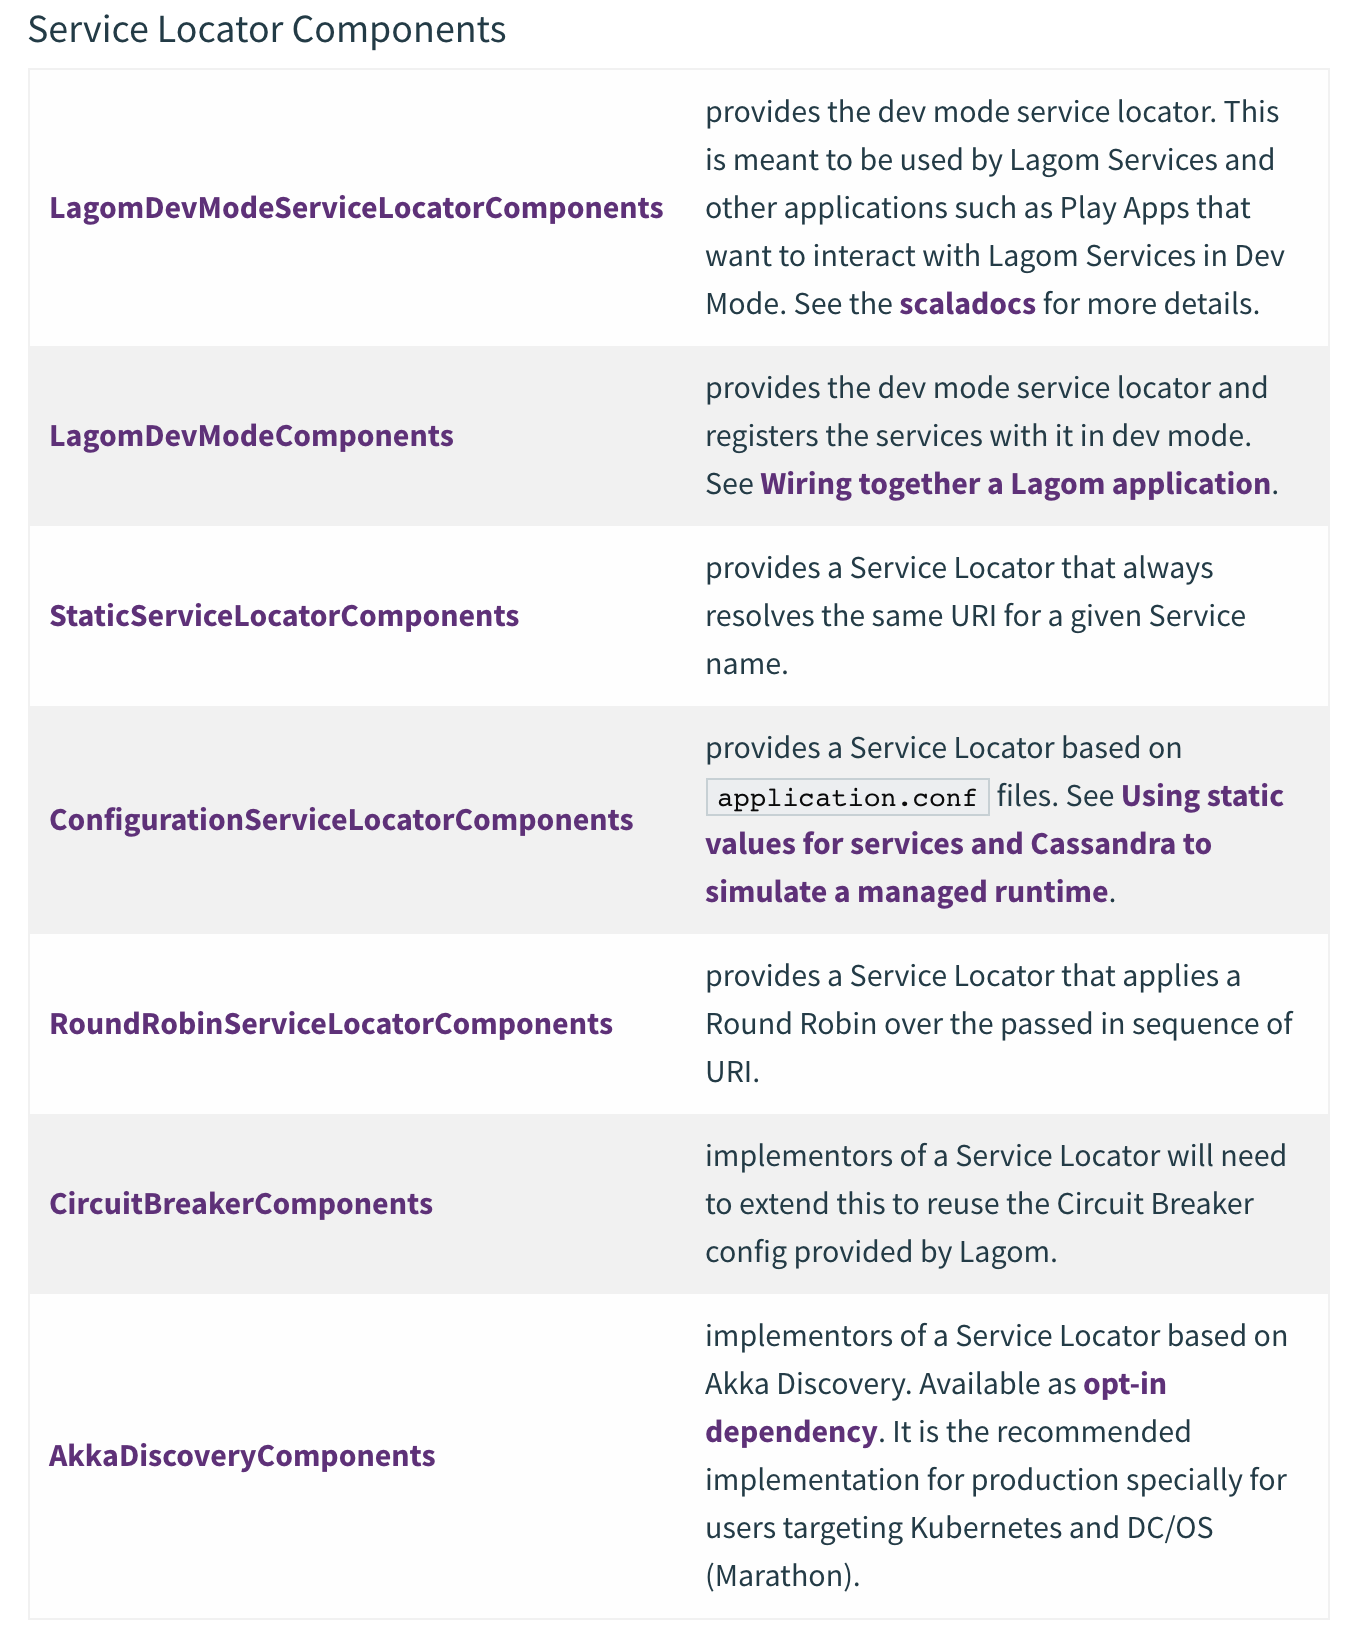 Service Locator Components
LagomDevModeServiceLocatorComponents
provides the dev mode service locator. This
is meant to be used by Lagom Services and
other applications such as Play Apps that
want to interact with Lagom Services in Dev
Mode. See the scaladocs for more details.
LagomDevModeComponents
provides the dev mode service locator and
registers the services with it in dev mode.
See Wiring together a Lagom application.
StaticServiceLocatorComponents
provides a Service Locator that always
resolves the same URI for a given Service
name.
ConfigurationServiceLocatorComponents
provides a Service Locator based on
application.conf files. See Using static
values for services and Cassandra to
simulate a managed runtime.
RoundRobinServiceLocatorComponents
provides a Service Locator that applies a
Round Robin over the passed in sequence of
URI.
CircuitBreakerComponents
implementors of a Service Locator will need
to extend this to reuse the Circuit Breaker
config provided by Lagom.
AkkaDiscoveryComponents
implementors of a Service Locator based on
Akka Discovery. Available as opt-in
dependency. It is the recommended
implementation for production specially for
users targeting Kubernetes and DC/OS
(Marathon).